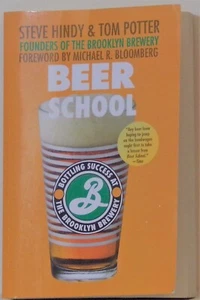 STEVE HINDY & TOM POTTER
FOUNDERS OF THE BROOKLYN BREWERY
FOREWORD BY MICHAEL R. BLOOMBERG
BEER
SCHOOL
BOTTLING SUCCESS AT
B
THE BROOKLYN BREWERY